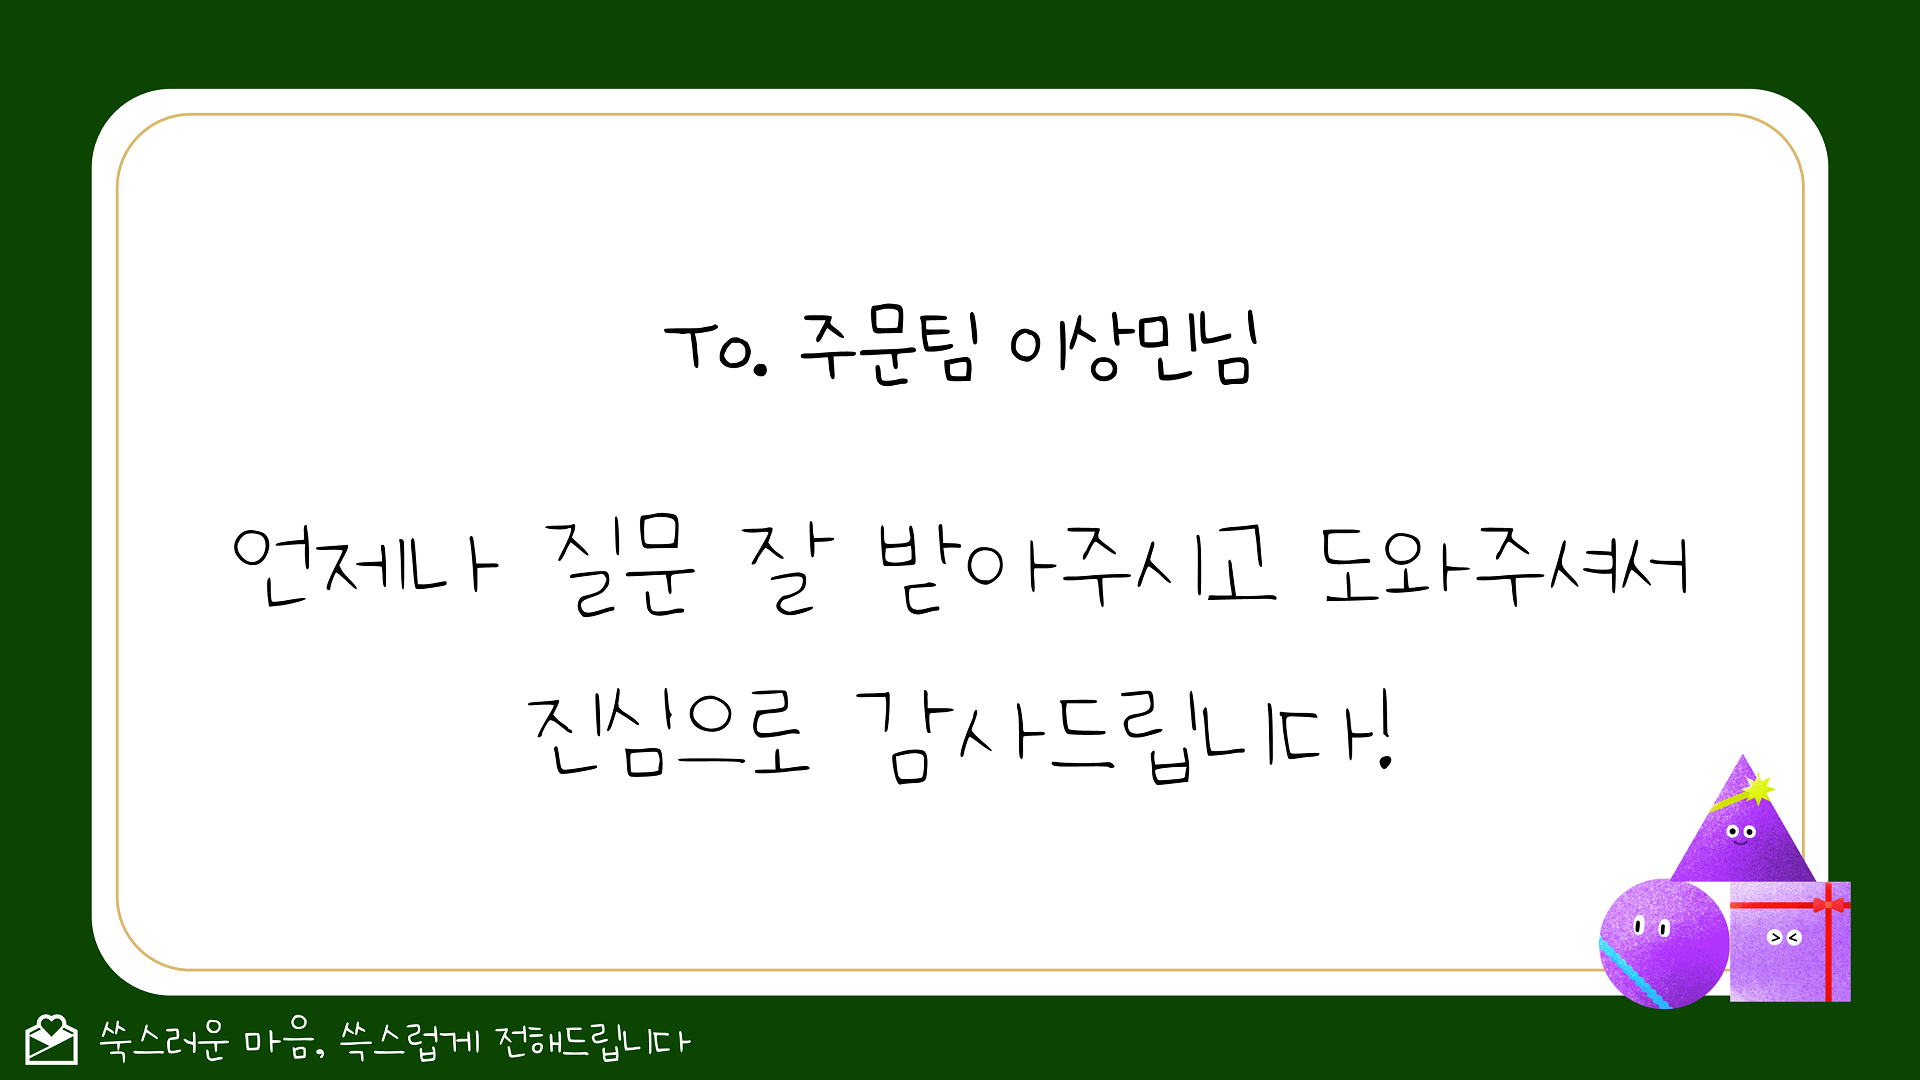 To. 주문팀 이상민님
언제나 질문 잘 받아주시고 도와주셔서
진심으로 감사드립니다!
쑥스러운 마음, 쓱스럽게 전해드립니다